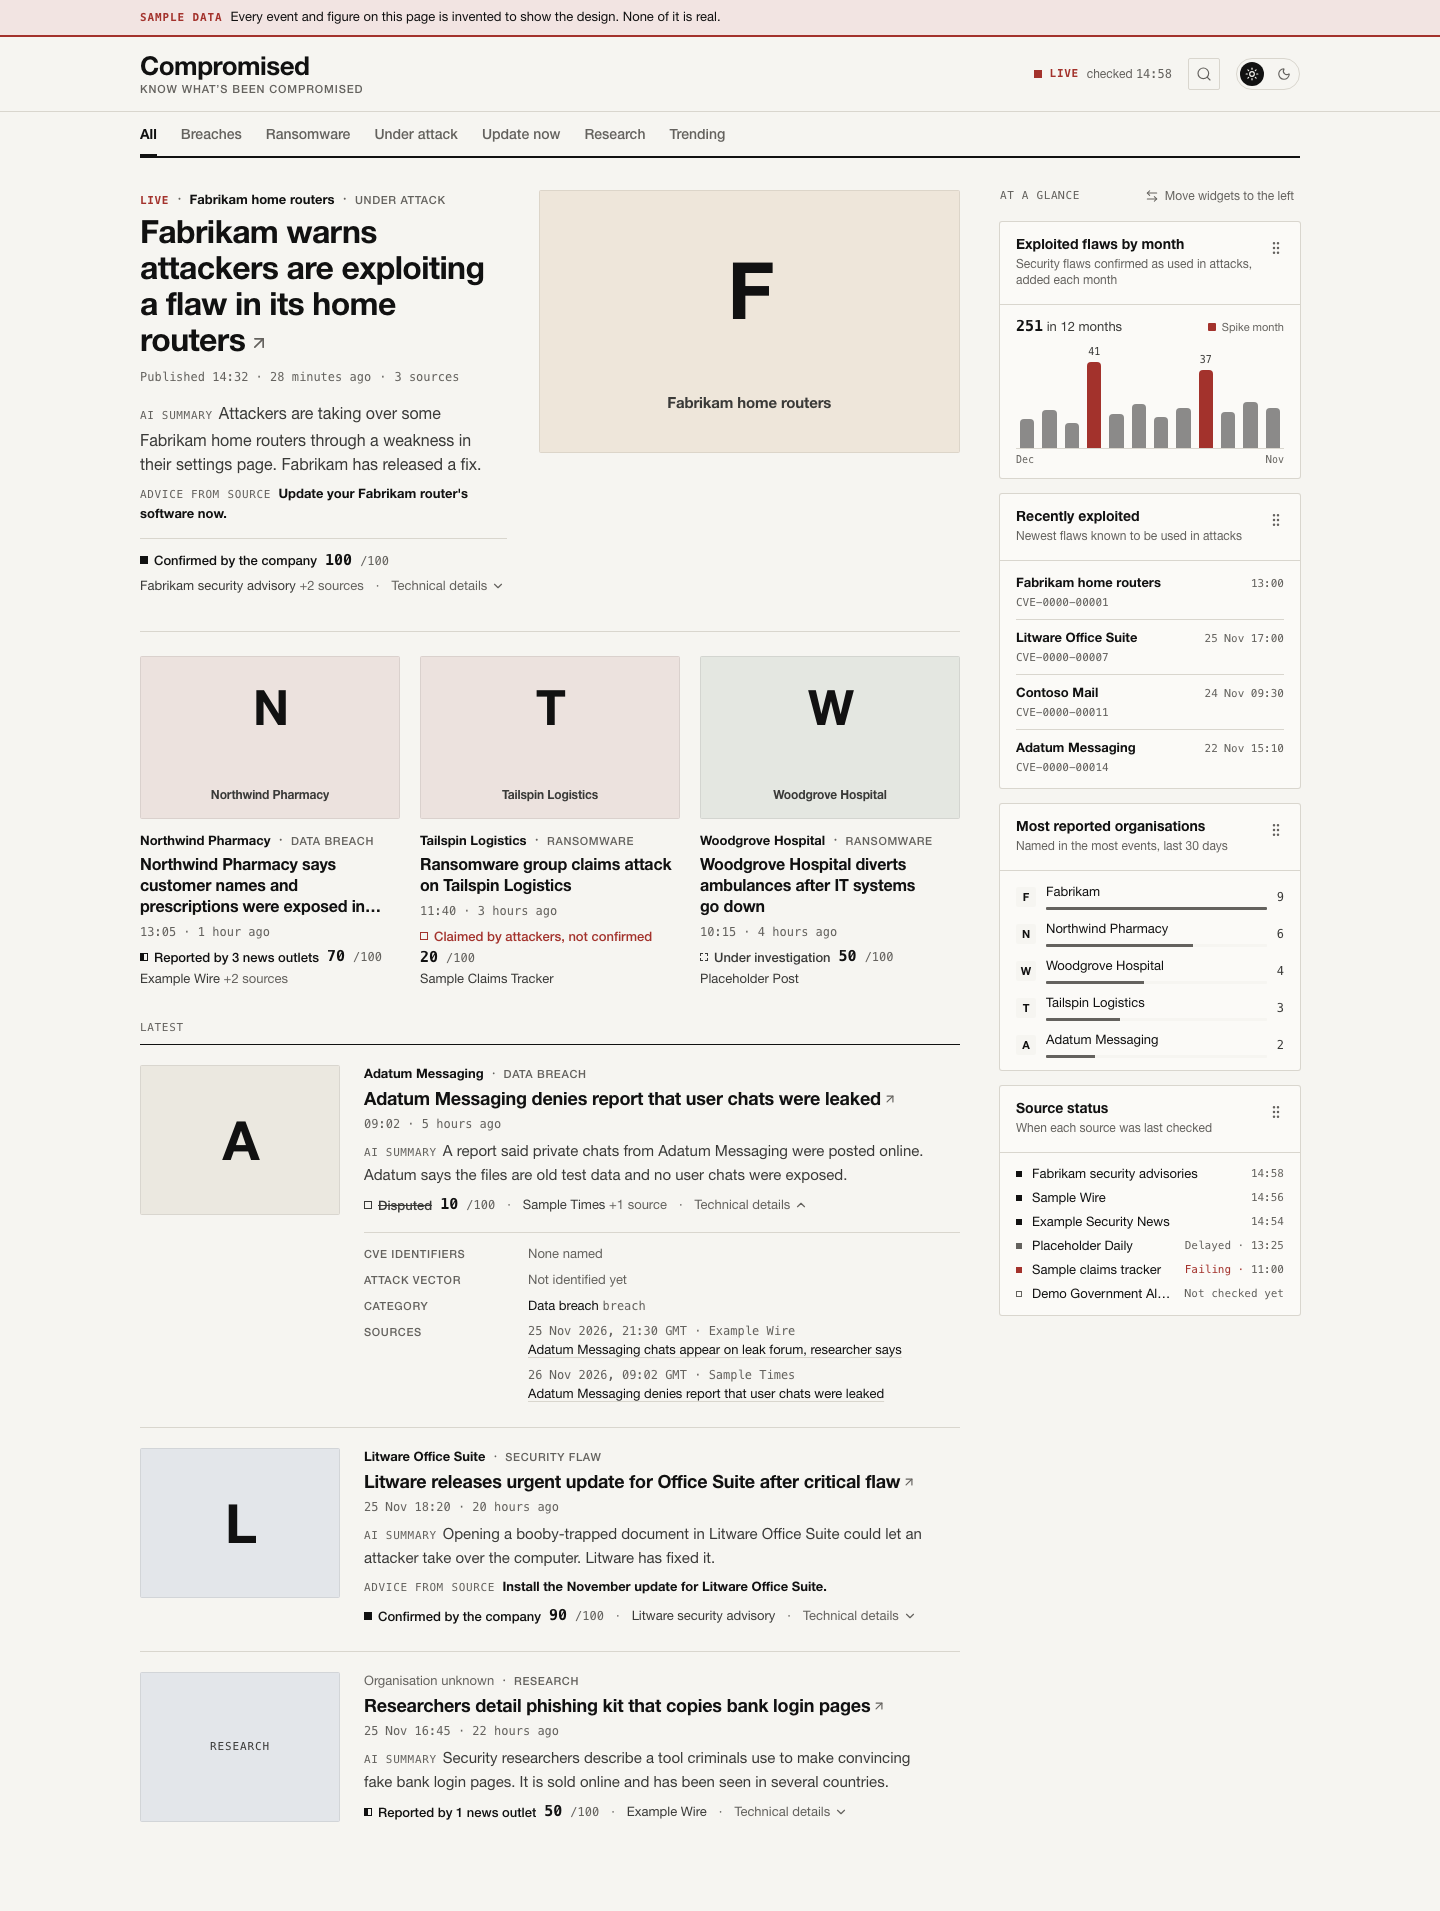 SAMPLE DATA Every event and figure on this page is invented to show the design. None of it is real.
Compromised
KNOW WHAT'S BEEN COMPROMISED
LIVE checked 14:58
All Breaches Ransomware Under attack Update now Research Trending
LIVE · Fabrikam home routers · UNDER ATTACK
Fabrikam warns
attackers are exploiting
a flaw in its home
routers
Published 14:32 · 28 minutes ago · 3 sources
AI SUMMARY Attackers are taking over some
Fabrikam home routers through a weakness in
their settings page. Fabrikam has released a fix.
ADVICE FROM SOURCE Update your Fabrikam router's
software now.
Confirmed by the company 100 /100
Fabrikam security advisory +2 sources · Technical details
F
Fabrikam home routers
N
Northwind Pharmacy
Northwind Pharmacy · DATA BREACH
Northwind Pharmacy says
customer names and
prescriptions were exposed in…
13:05 · 1 hour ago
Reported by 3 news outlets 70 /100
Example Wire +2 sources
T
Tailspin Logistics
Tailspin Logistics · RANSOMWARE
Ransomware group claims attack
on Tailspin Logistics
11:40 · 3 hours ago
Claimed by attackers, not confirmed
20 /100
Sample Claims Tracker
W
Woodgrove Hospital
Woodgrove Hospital · RANSOMWARE
Woodgrove Hospital diverts
ambulances after IT systems
go down
10:15 · 4 hours ago
Under investigation 50 /100
Placeholder Post
LATEST
A
Adatum Messaging · DATA BREACH
Adatum Messaging denies report that user chats were leaked
09:02 · 5 hours ago
AI SUMMARY A report said private chats from Adatum Messaging were posted online.
Adatum says the files are old test data and no user chats were exposed.
Disputed 10 /100 · Sample Times +1 source · Technical details
CVE IDENTIFIERS None named
ATTACK VECTOR Not identified yet
CATEGORY Data breach breach
SOURCES 25 Nov 2026, 21:30 GMT · Example Wire
Adatum Messaging chats appear on leak forum, researcher says
26 Nov 2026, 09:02 GMT · Sample Times
Adatum Messaging denies report that user chats were leaked
L
Litware Office Suite · SECURITY FLAW
Litware releases urgent update for Office Suite after critical flaw
25 Nov 18:20 · 20 hours ago
AI SUMMARY Opening a booby-trapped document in Litware Office Suite could let an
attacker take over the computer. Litware has fixed it.
ADVICE FROM SOURCE Install the November update for Litware Office Suite.
Confirmed by the company 90 /100 · Litware security advisory · Technical details
RESEARCH
Organisation unknown · RESEARCH
Researchers detail phishing kit that copies bank login pages
25 Nov 16:45 · 22 hours ago
AI SUMMARY Security researchers describe a tool criminals use to make convincing
fake bank login pages. It is sold online and has been seen in several countries.
Reported by 1 news outlet 50 /100 · Example Wire · Technical details
AT A GLANCE Move widgets to the left
Exploited flaws by month
Security flaws confirmed as used in attacks,
added each month
251 in 12 months Spike month
41
37
Dec Nov
Recently exploited
Newest flaws known to be used in attacks
Fabrikam home routers 13:00
CVE-0000-00001
Litware Office Suite 25 Nov 17:00
CVE-0000-00007
Contoso Mail 24 Nov 09:30
CVE-0000-00011
Adatum Messaging 22 Nov 15:10
CVE-0000-00014
Most reported organisations
Named in the most events, last 30 days
F Fabrikam 9
N Northwind Pharmacy 6
W Woodgrove Hospital 4
T Tailspin Logistics 3
A Adatum Messaging 2
Source status
When each source was last checked
Fabrikam security advisories 14:58
Sample Wire 14:56
Example Security News 14:54
Placeholder Daily Delayed · 13:25
Sample claims tracker Failing · 11:00
Demo Government Al… Not checked yet